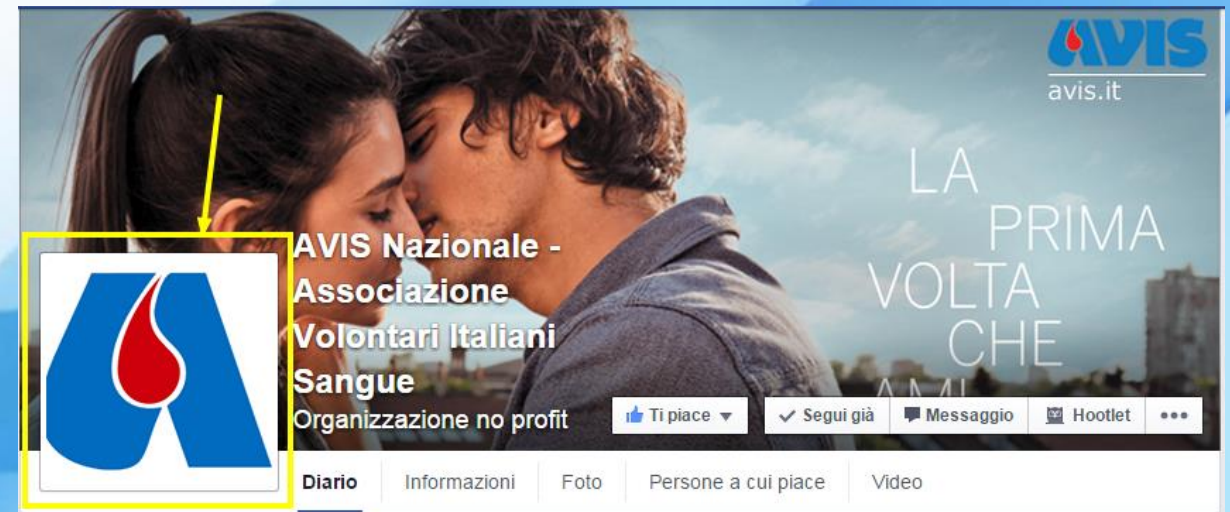 AVIS
avis.it
LA
PRIMA
VOLTA
CHE
AMI
AVIS Nazionale -
Associazione
Volontari Italiani
Sangue
Organizzazione no profit
Ti piace
Segui già
Messaggio
Hootlet
Diario Informazioni Foto Persone a cui piace Video